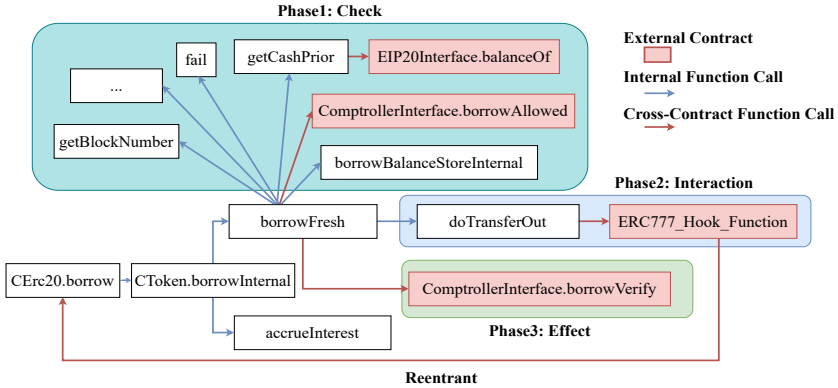 Phase1: Check
fail
getCashPrior
EIP20Interface.balanceOf
...
ComptrollerInterface.borrowAllowed
getBlockNumber
borrowBalanceStoreInternal
External Contract
Internal Function Call
Cross-Contract Function Call
Phase2: Interaction
borrowFresh
doTransferOut
ERC777_Hook_Function
CErc20.borrow
CToken.borrowInternal
ComptrollerInterface.borrowVerify
accrueInterest
Phase3: Effect
Reentrant